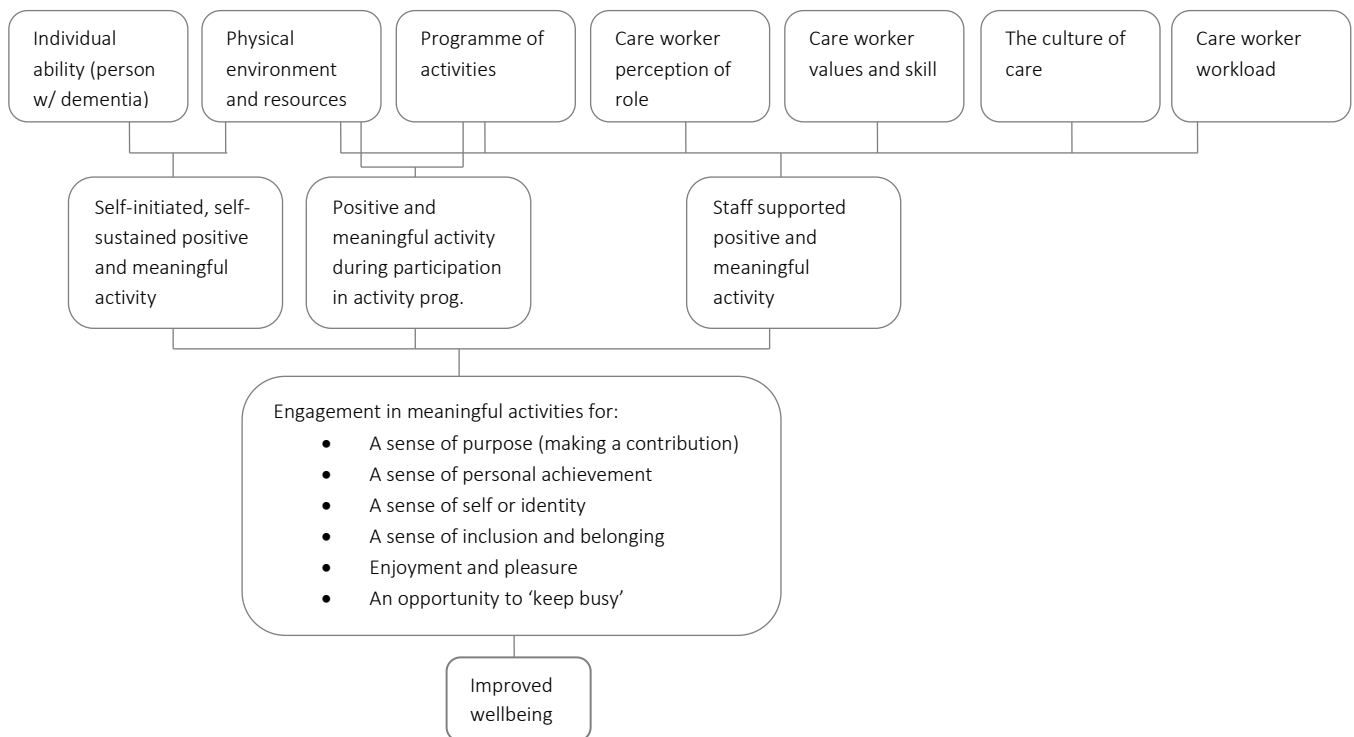 Individual
ability (person
w/ dementia)
Physical
environment
and resources
Programme of
activities
Care worker
perception of
role
Care worker
values and skill
The culture of
care
Care worker
workload
Self-initiated, self-
sustained positive
and meaningful
activity
Positive and
meaningful activity
during participation
in activity prog.
Staff supported
positive and
meaningful
activity
Engagement in meaningful activities for:
• A sense of purpose (making a contribution)
• A sense of personal achievement
• A sense of self or identity
• A sense of inclusion and belonging
• Enjoyment and pleasure
• An opportunity to ‘keep busy’
Improved
wellbeing